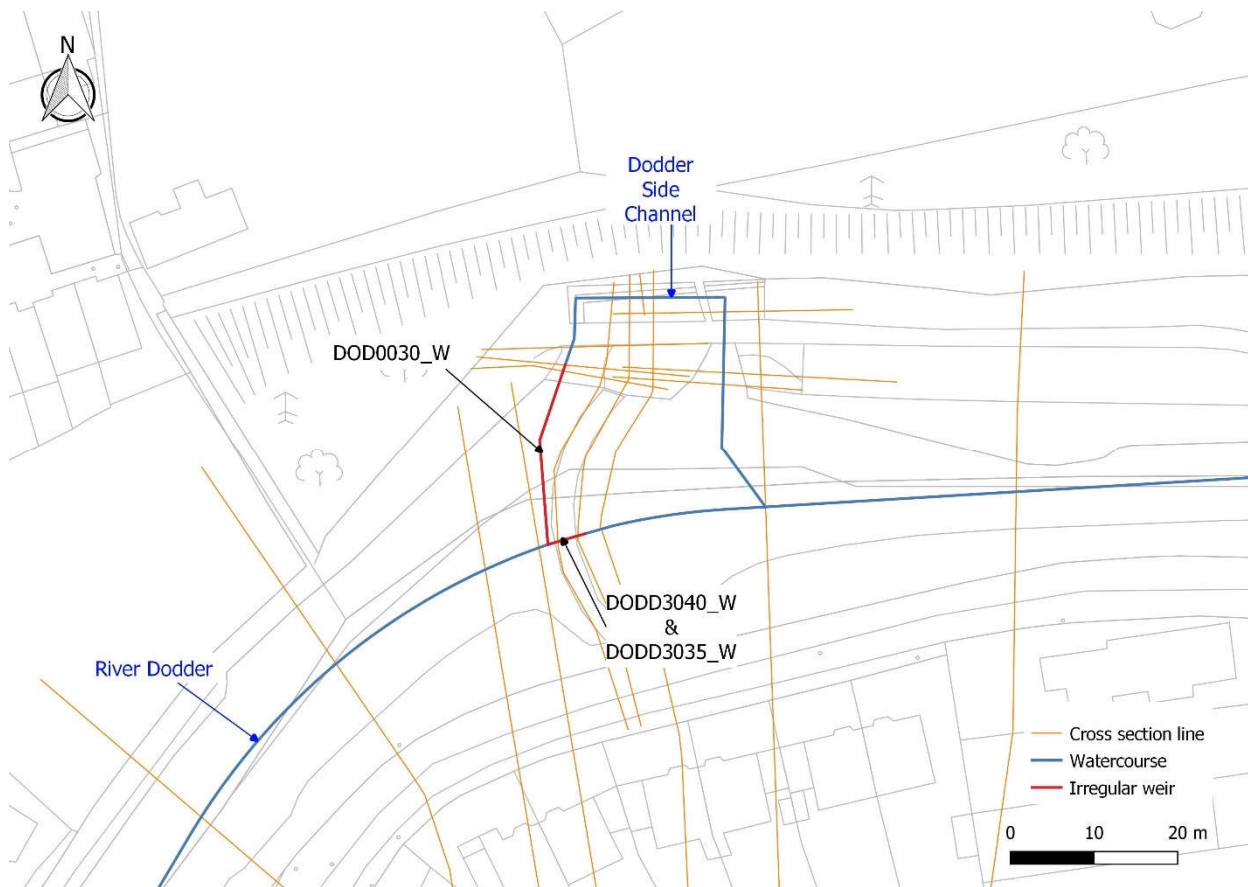 N
Dodder
Side
Channel
DOD0030_W
DODD3040_W
&
DODD3035_W
River Dodder
Cross section line
Watercourse
Irregular weir
0 10 20 m